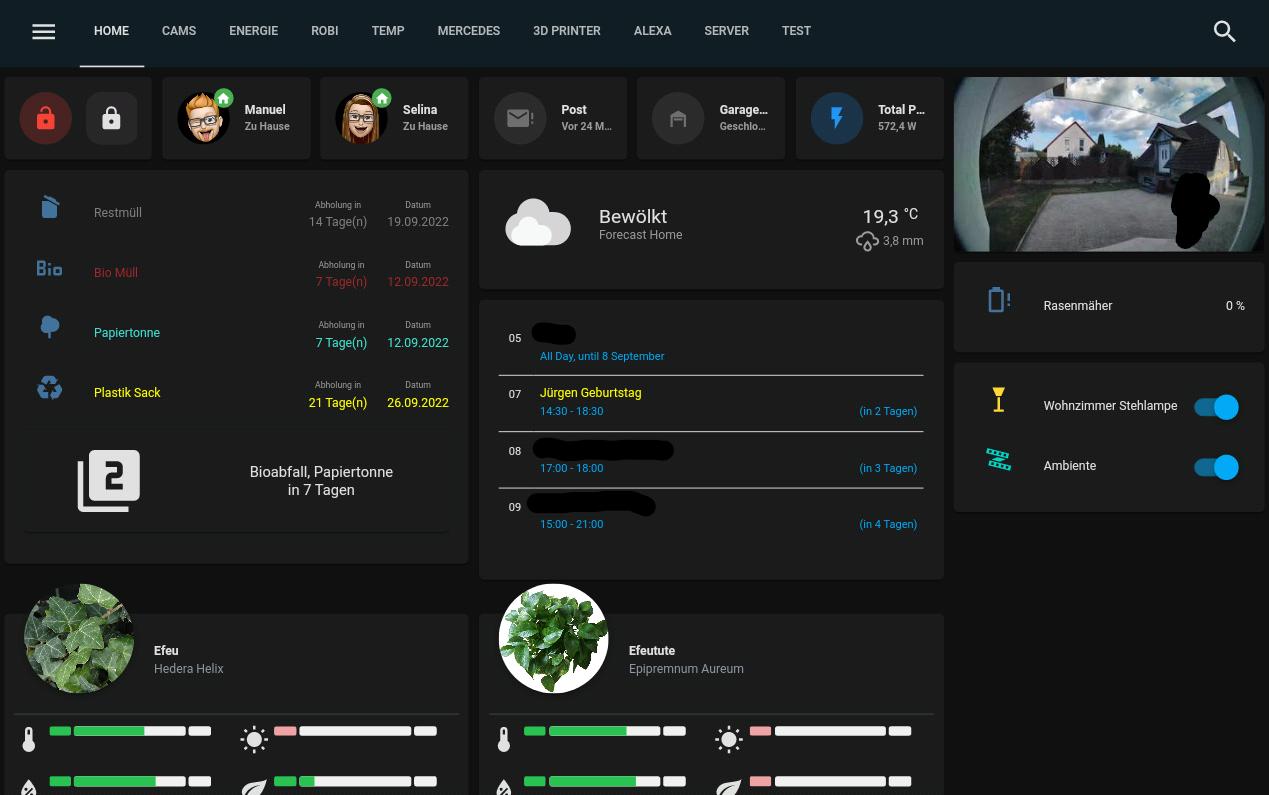 HOME CAMS ENERGIE ROBI TEMP MERCEDES 3D PRINTER ALEXA SERVER TEST
Manuel
Zu Hause
Selina
Zu Hause
Post
Vor 24 M...
Garage...
Geschlo...
Total P...
572,4 W
Restmüll
Abholung in
14 Tage(n)
Datum
19.09.2022
Bio
Bio Müll
Abholung in
7 Tage(n)
Datum
12.09.2022
Papiertonne
Abholung in
7 Tage(n)
Datum
12.09.2022
Plastik Sack
Abholung in
21 Tage(n)
Datum
26.09.2022
2
Bioabfall, Papiertonne
in 7 Tagen
Bewölkt
Forecast Home
19,3 °C
3,8 mm
05
All Day, until 8 September
07
Jürgen Geburtstag
14:30 - 18:30
(in 2 Tagen)
08
17:00 - 18:00
(in 3 Tagen)
09
15:00 - 21:00
(in 4 Tagen)
Rasenmäher
0 %
Wohnzimmer Stehlampe
Ambiente
Efeu
Hedera Helix
Efeutute
Epipremnum Aureum